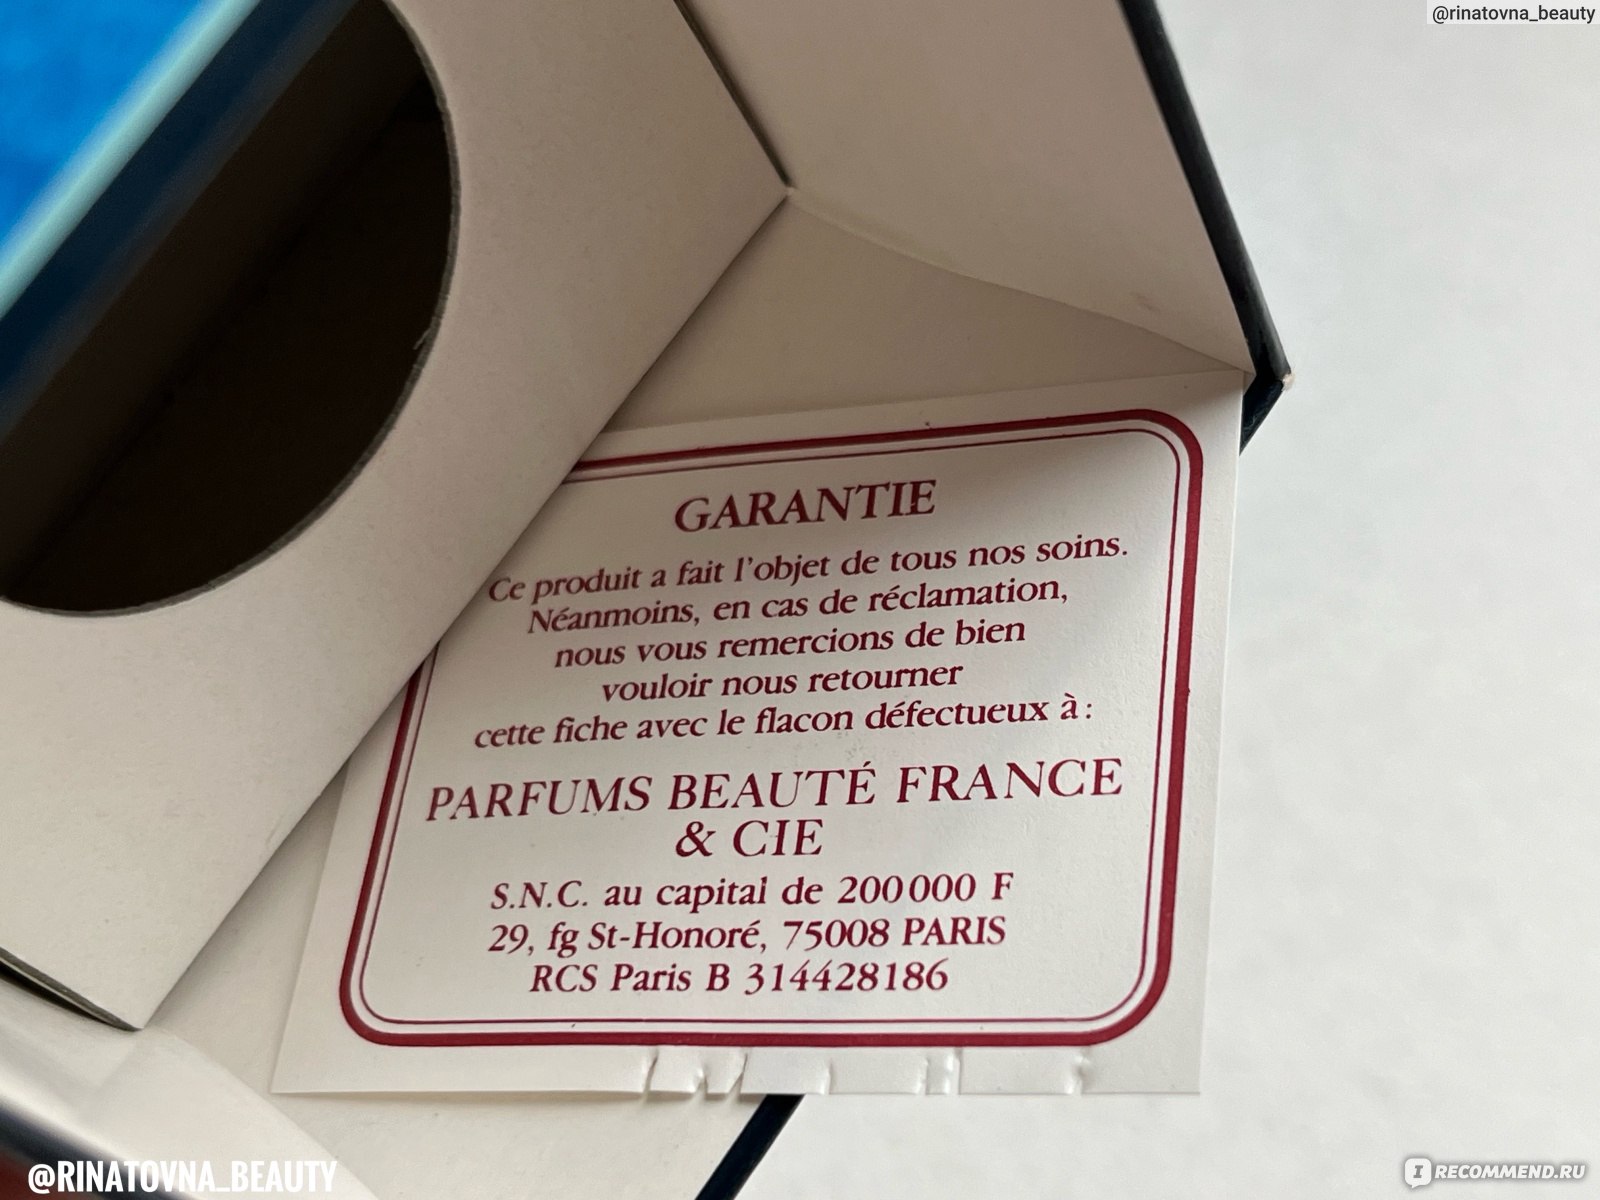 @rinatovna_beauty
GARANTIE
Ce produit a fait l'objet de tous nos soins.
Néanmoins, en cas de réclamation,
nous vous remercions de bien
vouloir nous retourner
cette fiche avec le flacon défectueux à :
PARFUMS BEAUTÉ FRANCE
& CIE
S.N.C. au capital de 200000 F
29, fg St-Honoré, 75008 PARIS
RCS Paris B 314428186
@RINATOVNA_BEAUTY
IRECOMMEND.RU